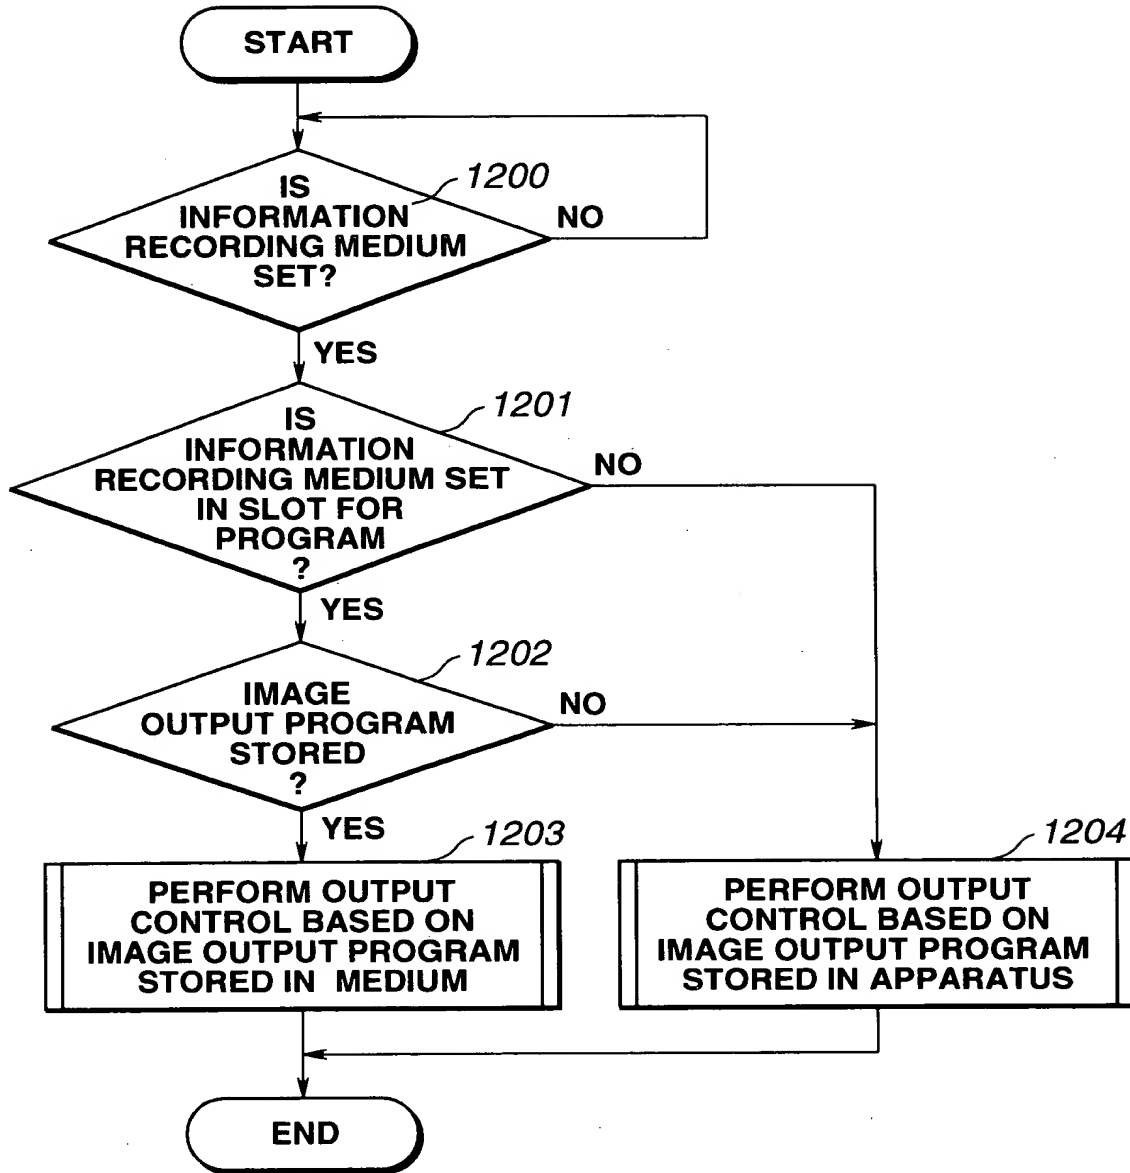 START
1200
IS
INFORMATION
RECORDING MEDIUM
SET?
NO
YES
1201
IS
INFORMATION
RECORDING MEDIUM SET
IN SLOT FOR
PROGRAM
?
NO
YES
1202
IMAGE
OUTPUT PROGRAM
STORED
?
NO
YES
1203
PERFORM OUTPUT
CONTROL BASED ON
IMAGE OUTPUT PROGRAM
STORED IN MEDIUM
1204
PERFORM OUTPUT
CONTROL BASED ON
IMAGE OUTPUT PROGRAM
STORED IN APPARATUS
END